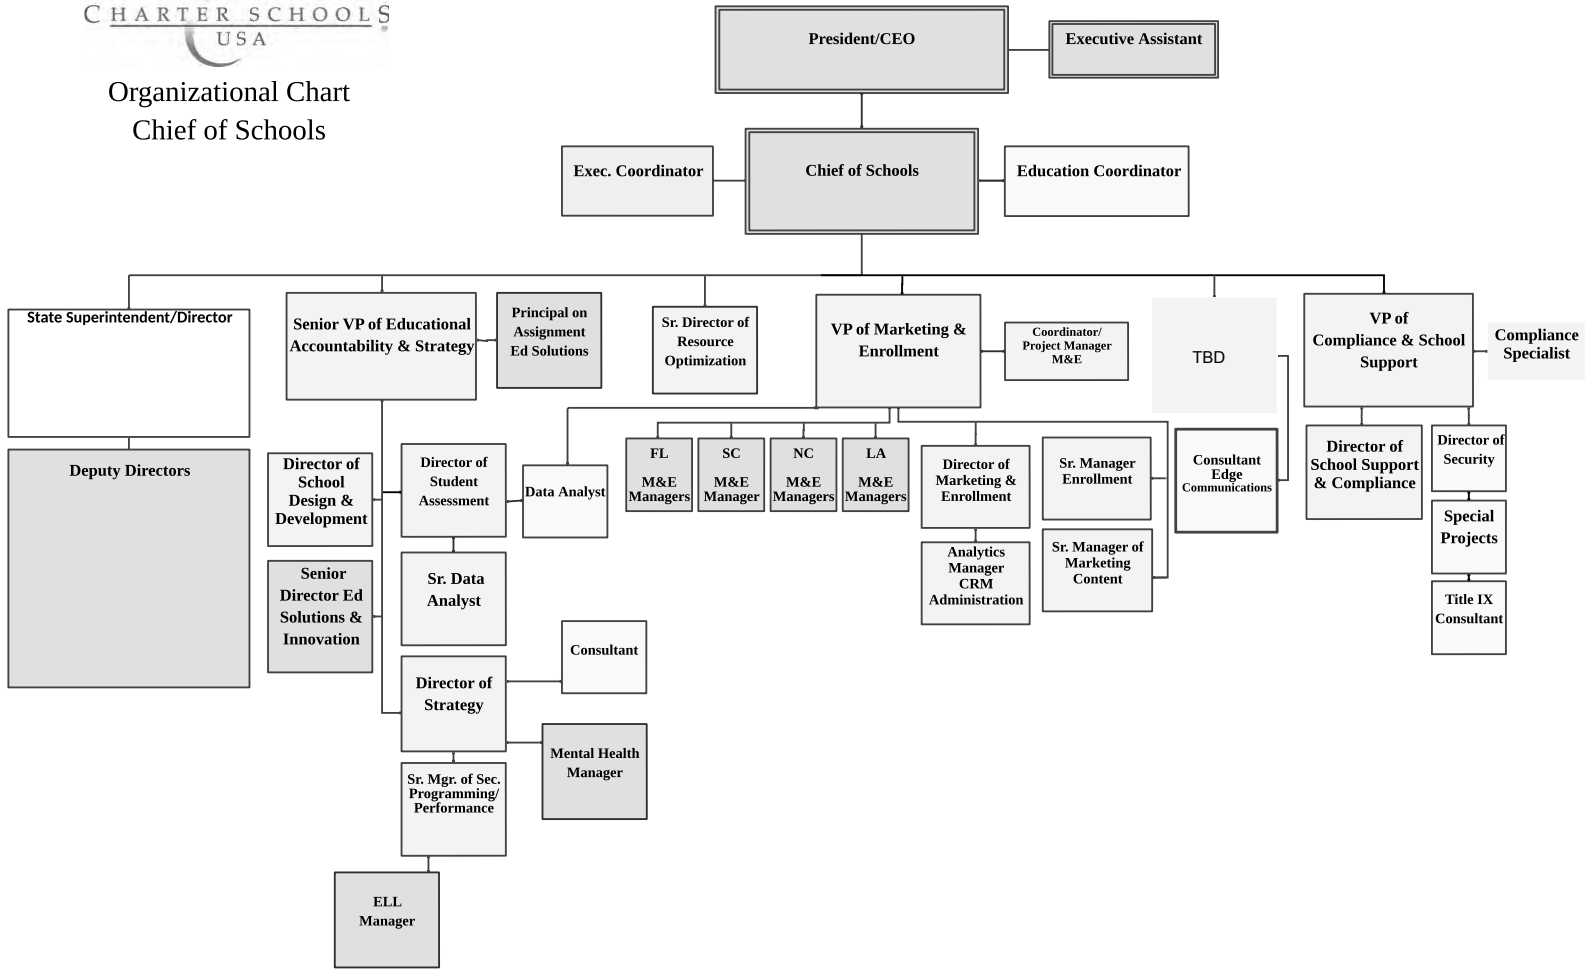 CHARTER SCHOOLS
USA
Organizational Chart
Chief of Schools
President/CEO
Executive Assistant
Exec. Coordinator
Chief of Schools
Education Coordinator
State Superintendent/Director
Senior VP of Educational
Accountability & Strategy
Principal on
Assignment
Ed Solutions
Sr. Director of
Resource
Optimization
VP of Marketing &
Enrollment
Coordinator/
Project Manager
M&E
TBD
VP of
Compliance & School
Support
Compliance
Specialist
Deputy Directors
Director of
School
Design &
Development
Director of
Student
Assessment
Data Analyst
FL
M&E
Managers
SC
M&E
Manager
NC
M&E
Managers
LA
M&E
Managers
Director of
Marketing &
Enrollment
Sr. Manager
Enrollment
Consultant
Edge
Communications
Director of
School Support
& Compliance
Director of
Security
Special
Projects
Title IX
Consultant
Senior
Director Ed
Solutions &
Innovation
Sr. Data
Analyst
Analytics
Manager
CRM
Administration
Sr. Manager of
Marketing
Content
Consultant
Director of
Strategy
Mental Health
Manager
Sr. Mgr. of Sec.
Programming/
Performance
ELL
Manager